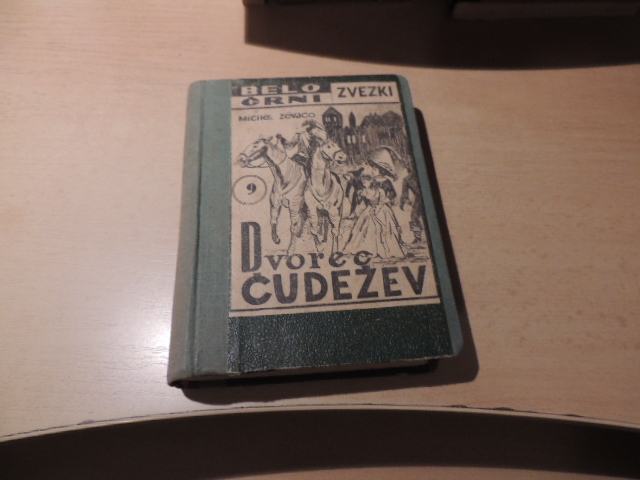 BELO
ČRNI
ZVEZKI
MICHEL ZEVACO
9
Dvorec
ČUDEŽEV